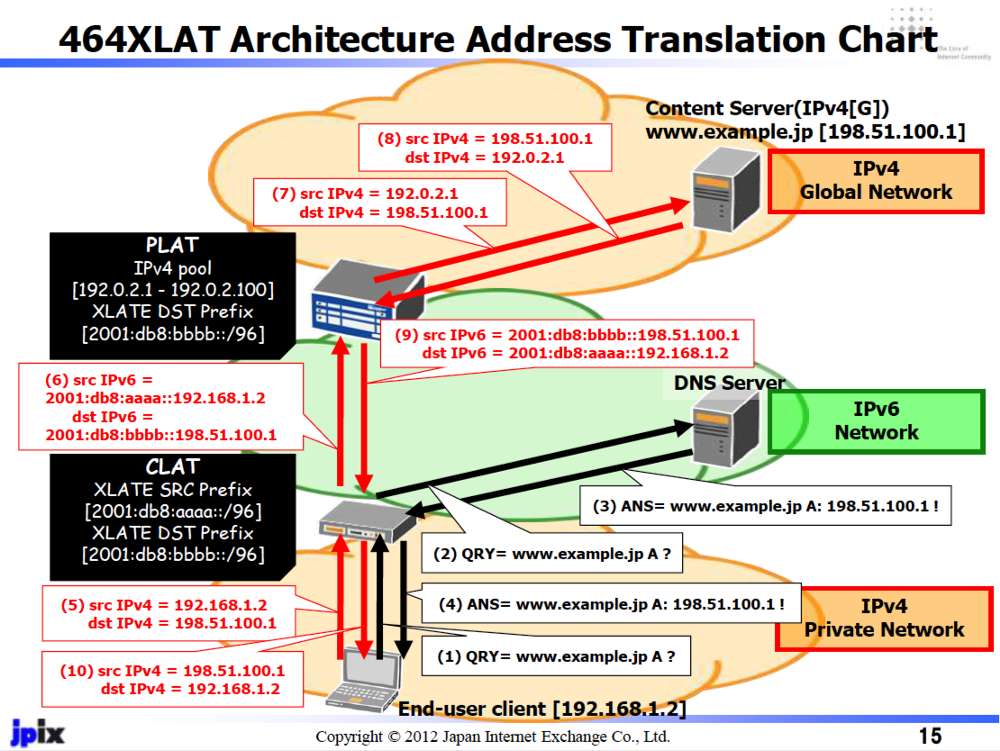 464XLAT Architecture Address Translation Chart
The Core of
Internet Community
Content Server(IPv4[G])
www.example.jp [198.51.100.1]
(8) src IPv4 = 198.51.100.1
dst IPv4 = 192.0.2.1
IPv4
Global Network
(7) src IPv4 = 192.0.2.1
dst IPv4 = 198.51.100.1
PLAT
IPv4 pool
[192.0.2.1 - 192.0.2.100]
XLATE DST Prefix
[2001:db8:bbbb::/96]
(9) src IPv6 = 2001:db8:bbbb::198.51.100.1
dst IPv6 = 2001:db8:aaaa::192.168.1.2
(6) src IPv6 =
2001:db8:aaaa::192.168.1.2
dst IPv6 =
2001:db8:bbbb::198.51.100.1
DNS Server
IPv6
Network
CLAT
XLATE SRC Prefix
[2001:db8:aaaa::/96]
XLATE DST Prefix
[2001:db8:bbbb::/96]
(3) ANS= www.example.jp A: 198.51.100.1 !
(2) QRY= www.example.jp A ?
(5) src IPv4 = 192.168.1.2
dst IPv4 = 198.51.100.1
(4) ANS= www.example.jp A: 198.51.100.1 !
IPv4
Private Network
(10) src IPv4 = 198.51.100.1
dst IPv4 = 192.168.1.2
(1) QRY= www.example.jp A ?
End-user client [192.168.1.2]
jpix
Copyright © 2012 Japan Internet Exchange Co., Ltd.
15